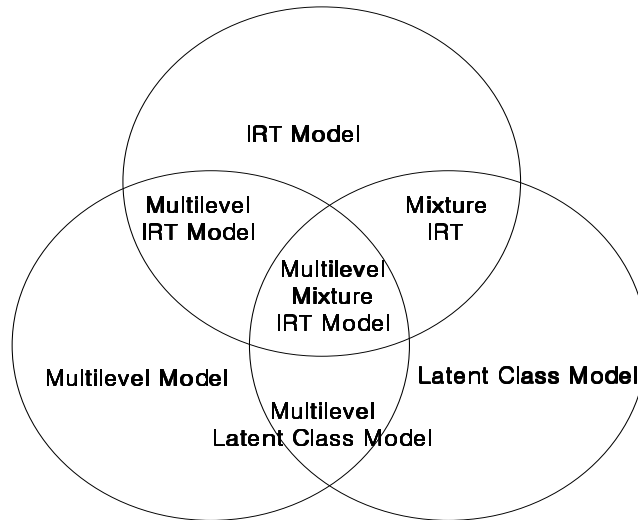 IRT Model
Multilevel
IRT Model
Mixture
IRT
Multilevel
Mixture
IRT Model
Multilevel Model
Latent Class Model
Multilevel
Latent Class Model